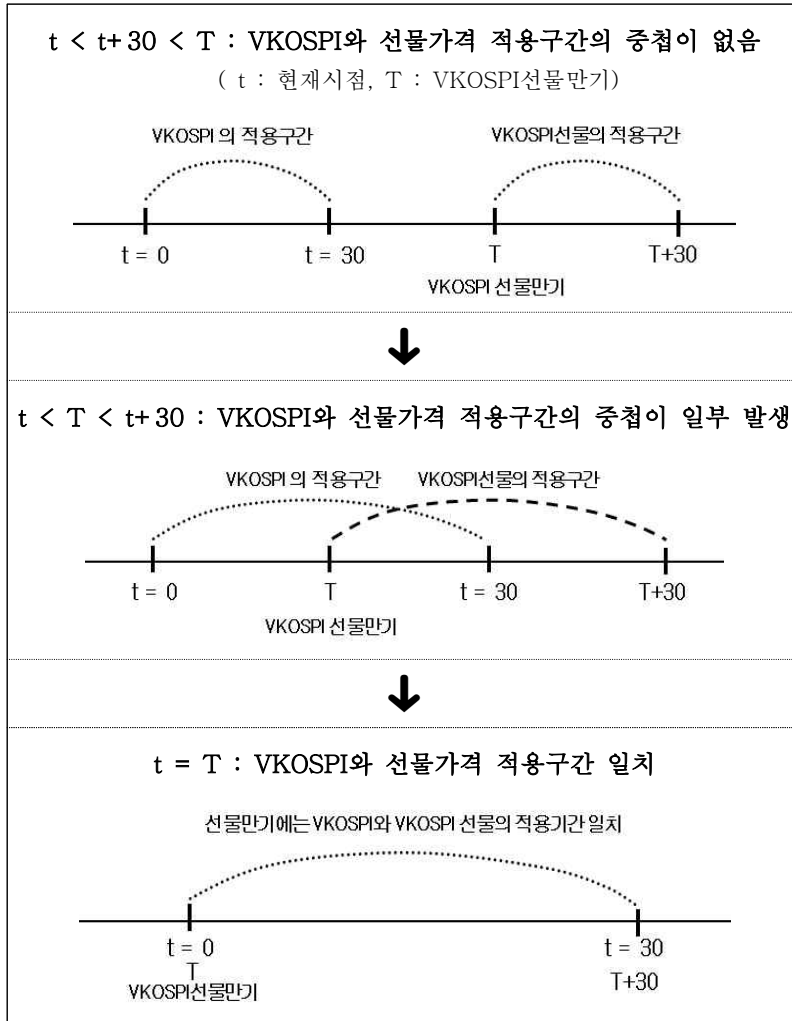 t < t+30 < T : VKOSPI와 선물가격 적용구간의 중첩이 없음
( t : 현재시점, T : VKOSPI선물만기)
VKOSPI 의 적용구간 VKOSPI선물의 적용구간
t = 0 t = 30 T T+30
VKOSPI 선물만기
t < T < t+30 : VKOSPI와 선물가격 적용구간의 중첩이 일부 발생
VKOSPI 의 적용구간 VKOSPI선물의 적용구간
t = 0 T t = 30 T+30
VKOSPI 선물만기
t = T : VKOSPI와 선물가격 적용구간 일치
선물만기에는 VKOSPI와 VKOSPI 선물의 적용기간 일치
t = 0 t = 30
T T+30
VKOSPI선물만기